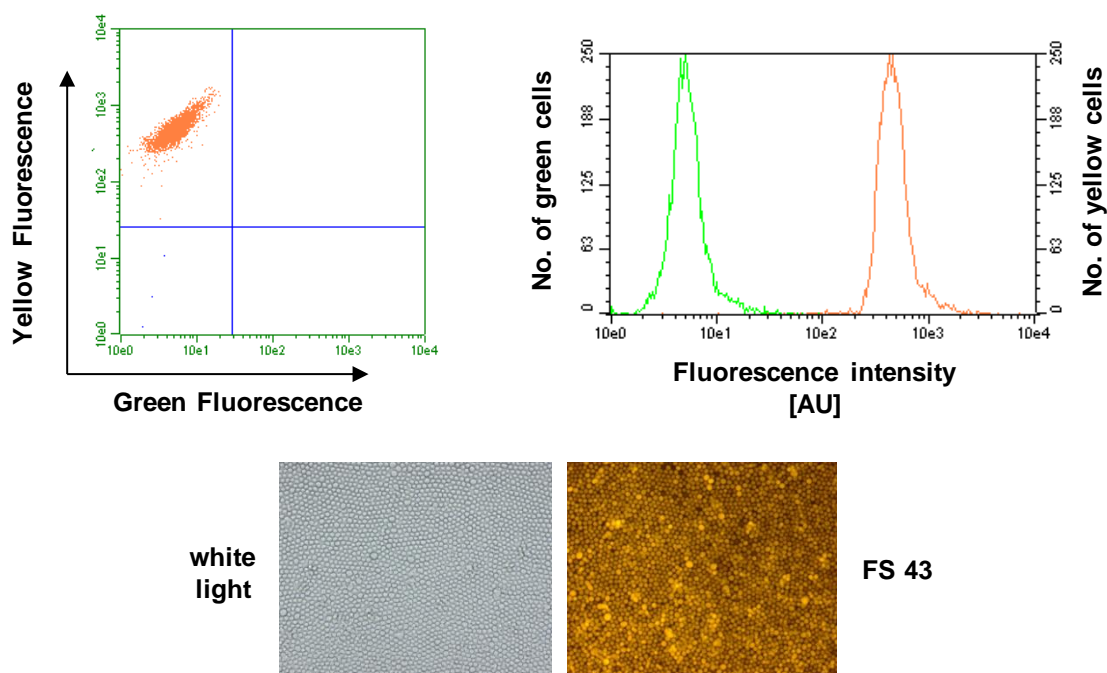 10e4
10e3
10e2
10e1
10e0
Yellow Fluorescence
10e0 10e1 10e2 10e3 10e4
Green Fluorescence
No. of green cells
250
188
125
63
0
250
188
125
63
0
No. of yellow cells
10e0 10e1 10e2 10e3 10e4
Fluorescence intensity
[AU]
white
light
FS 43